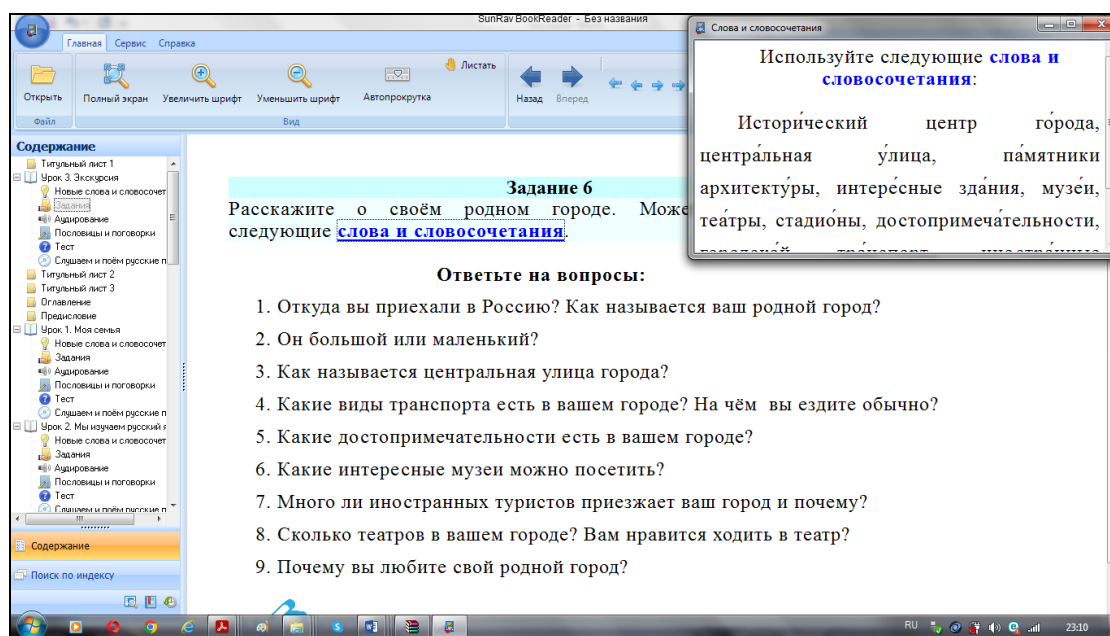 SunRav BookReader - Без названия
Главная Сервис Справка
Открыть
Полный экран
Увеличить шрифт
Уменьшить шрифт
Автопрокрутка
Листать
Назад
Вперед
Файл
Вид
Содержание
Титульный лист 1
Урок 3. Экскурсия
Новые слова и словосочет
Задания
Аудирование
Пословицы и поговорки
Тест
Слушаем и поём русские п
Титульный лист 2
Титульный лист 3
Оглавление
Предисловие
Урок 1. Моя семья
Новые слова и словосочет
Задания
Аудирование
Пословицы и поговорки
Тест
Слушаем и поём русские п
Урок 2. Мы изучаем русский я
Новые слова и словосочет
Задания
Аудирование
Пословицы и поговорки
Тест
Слушаем и поём русские п
Содержание
Поиск по индексу
Задание 6
Расскажите о своём родном городе. Може
следующие слова и словосочетания.
Ответьте на вопросы:
1. Откуда вы приехали в Россию? Как называется ваш родной город?
2. Он большой или маленький?
3. Как называется центральная улица города?
4. Какие виды транспорта есть в вашем городе? На чём вы ездите обычно?
5. Какие достопримечательности есть в вашем городе?
6. Какие интересные музеи можно посетить?
7. Много ли иностранных туристов приезжает ваш город и почему?
8. Сколько театров в вашем городе? Вам нравится ходить в театр?
9. Почему вы любите свой родной город?
Слова и словосочетания
Используйте следующие слова и
словосочетания:
Истори́ческий центр го́рода,
центра́льная у́лица, па́мятники
архитекту́ры, интере́сные зда́ния, музе́и,
теа́тры, стадио́ны, достопримеча́тельности,
RU 23:10